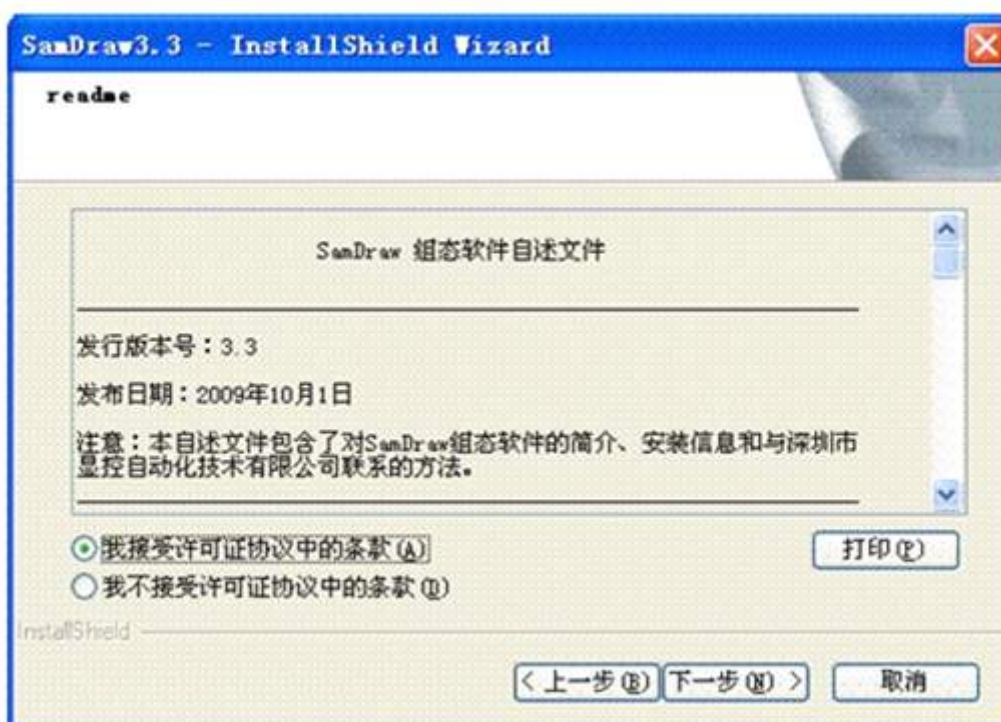 SamDraw3.3 - InstallShield Wizard
readme
SamDraw 组态软件自述文件
发行版本号：3.3
发布日期：2009年10月1日
注意：本自述文件包含了对SamDraw组态软件的简介、安装信息和与深圳市
显控自动化技术有限公司联系的方法。
我接受许可证协议中的条款(A)
打印(P)
我不接受许可证协议中的条款(D)
InstallShield
< 上一步(B)
下一步(N) >
取消